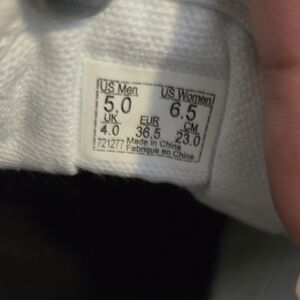 US Men US Women
5.0 6.5
UK EUR CM
4.0 36.5 23.0
721277 Made in China
Fabrique en Chine